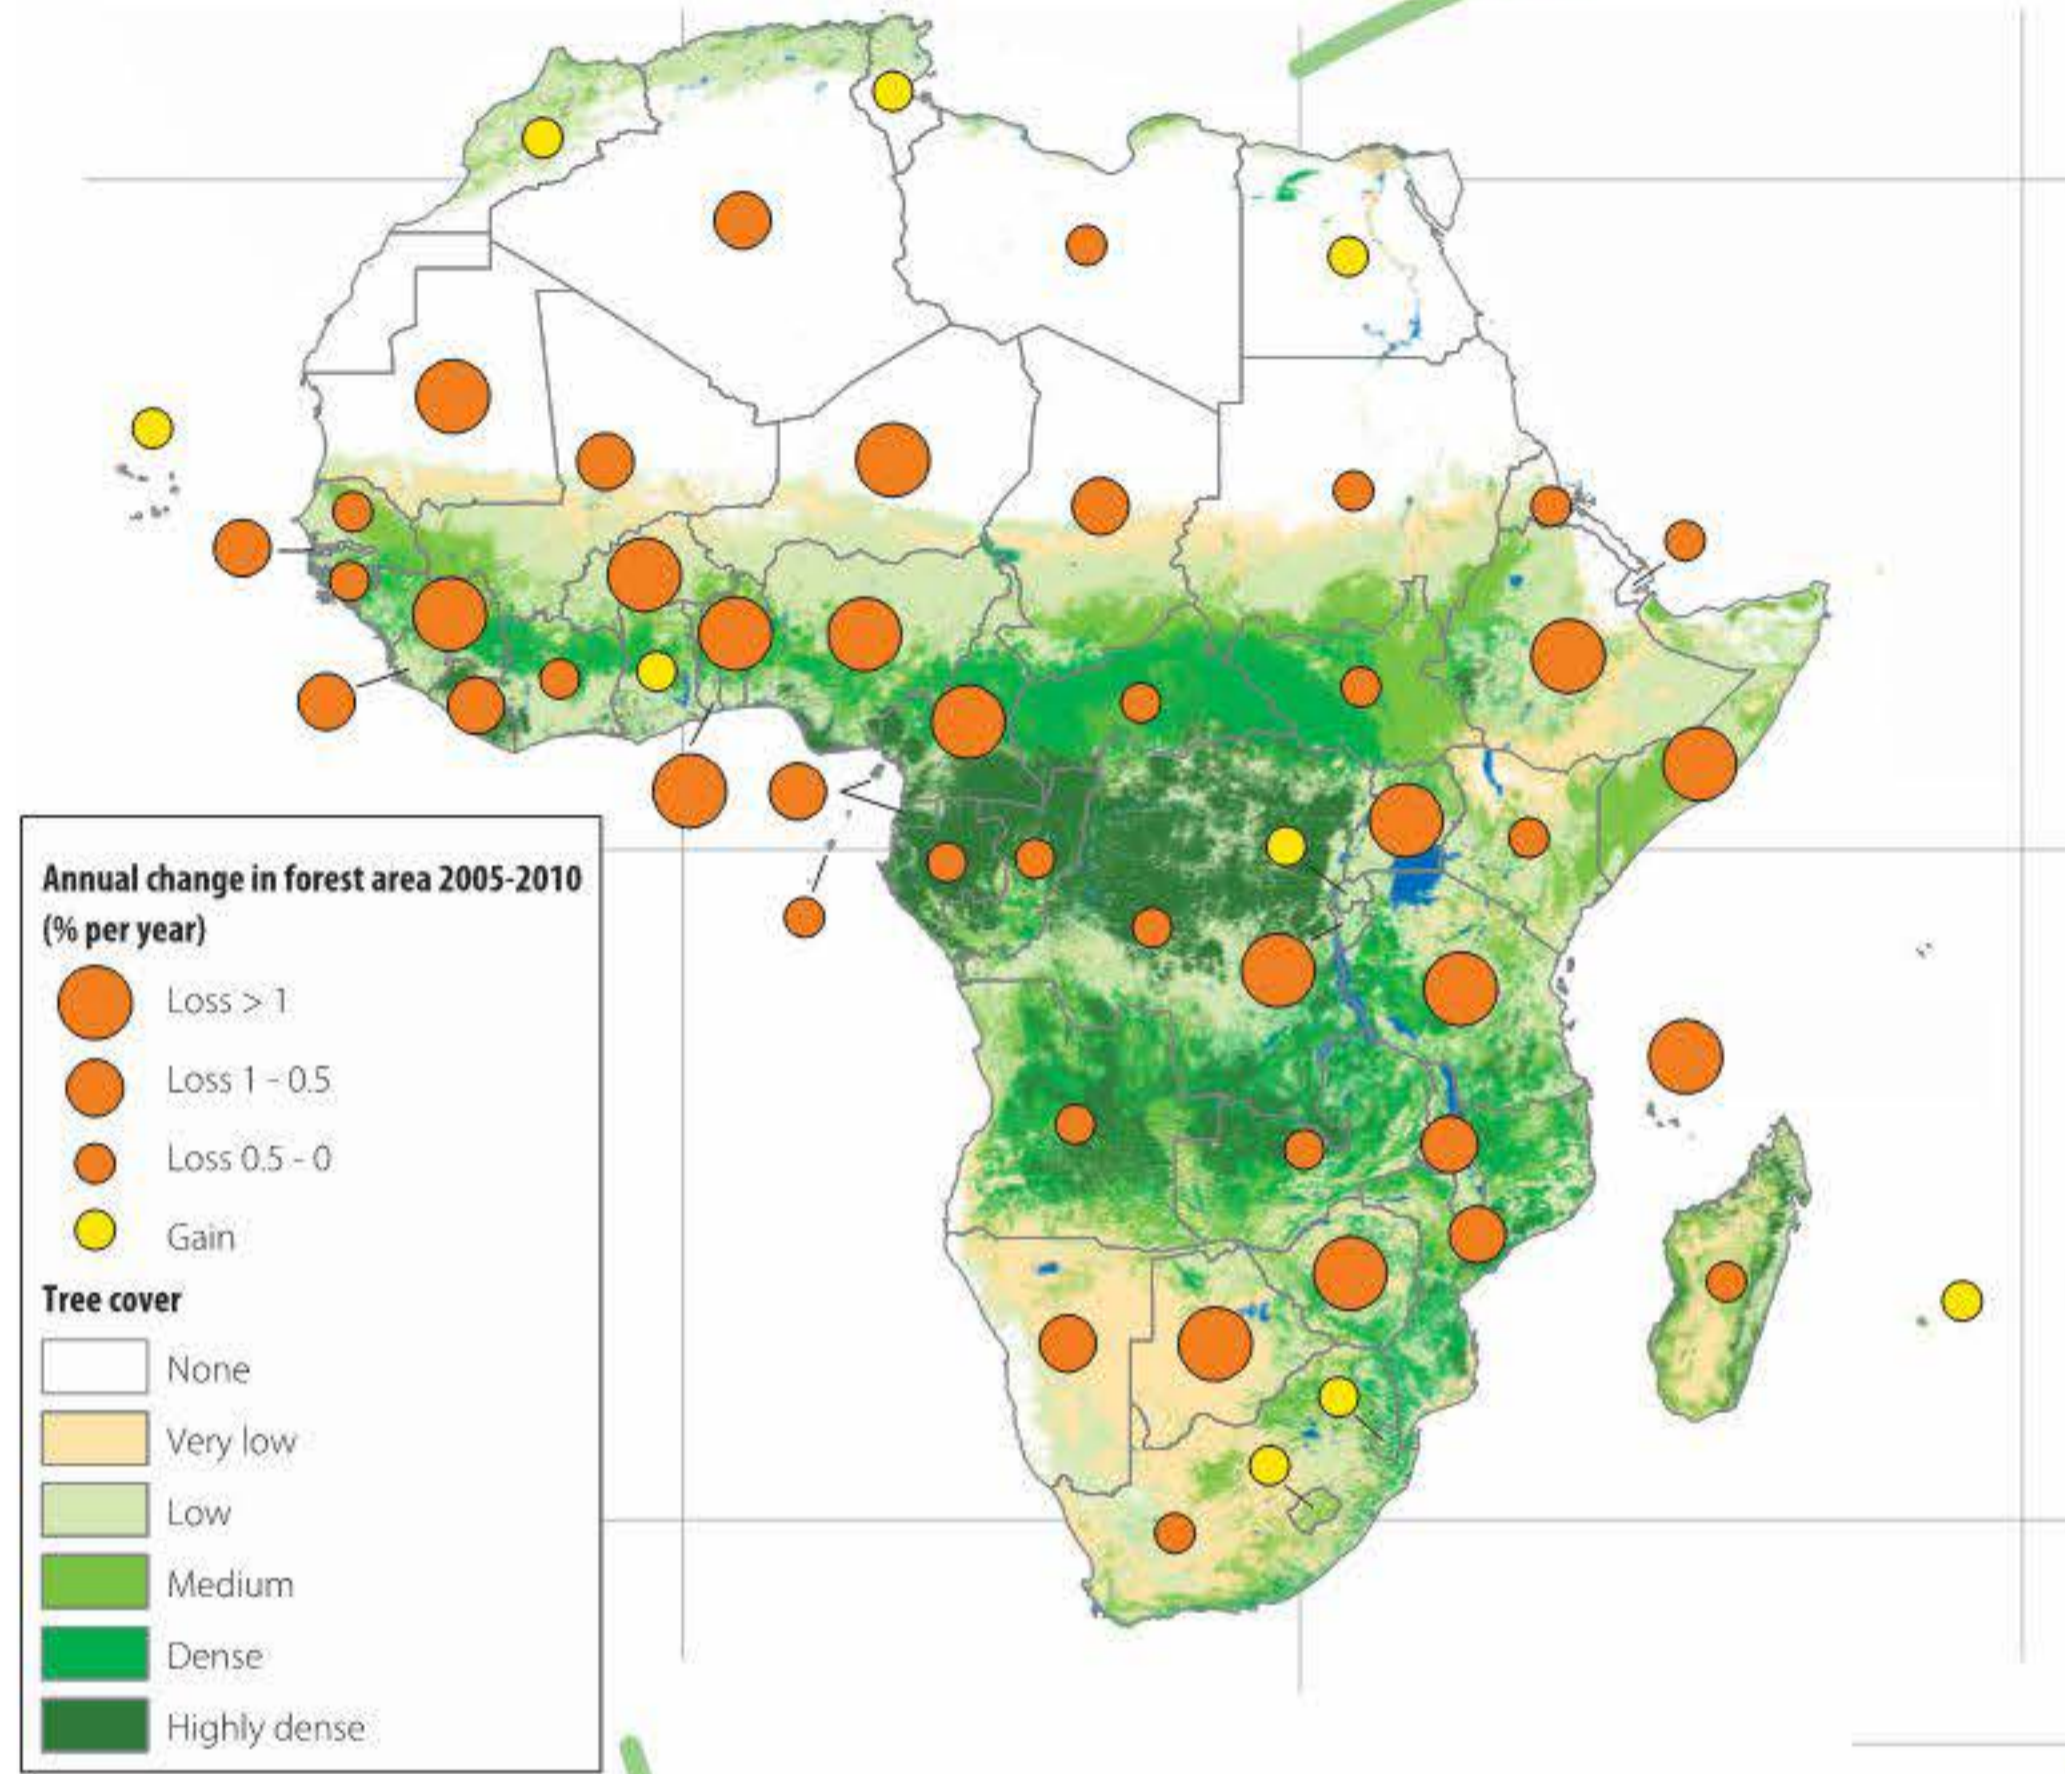 Annual change in forest area 2005-2010
(% per year)
Loss > 1
Loss 1 - 0.5
Loss 0.5 - 0
Gain
Tree cover
None
Very low
Low
Medium
Dense
Highly dense